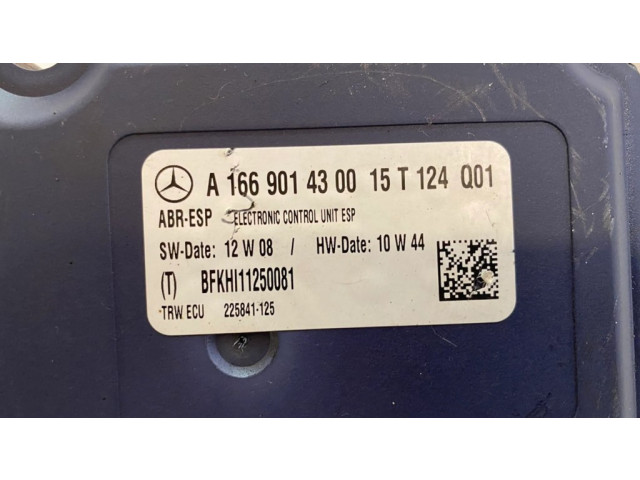 A 166 901 43 00 15 T 124 Q01
ABR-ESP ELECTRONIC CONTROL UNIT ESP
SW-Date: 12 W 08 / HW-Date: 10 W 44
(T) BFKHI11250081
TRW ECU 225841-125